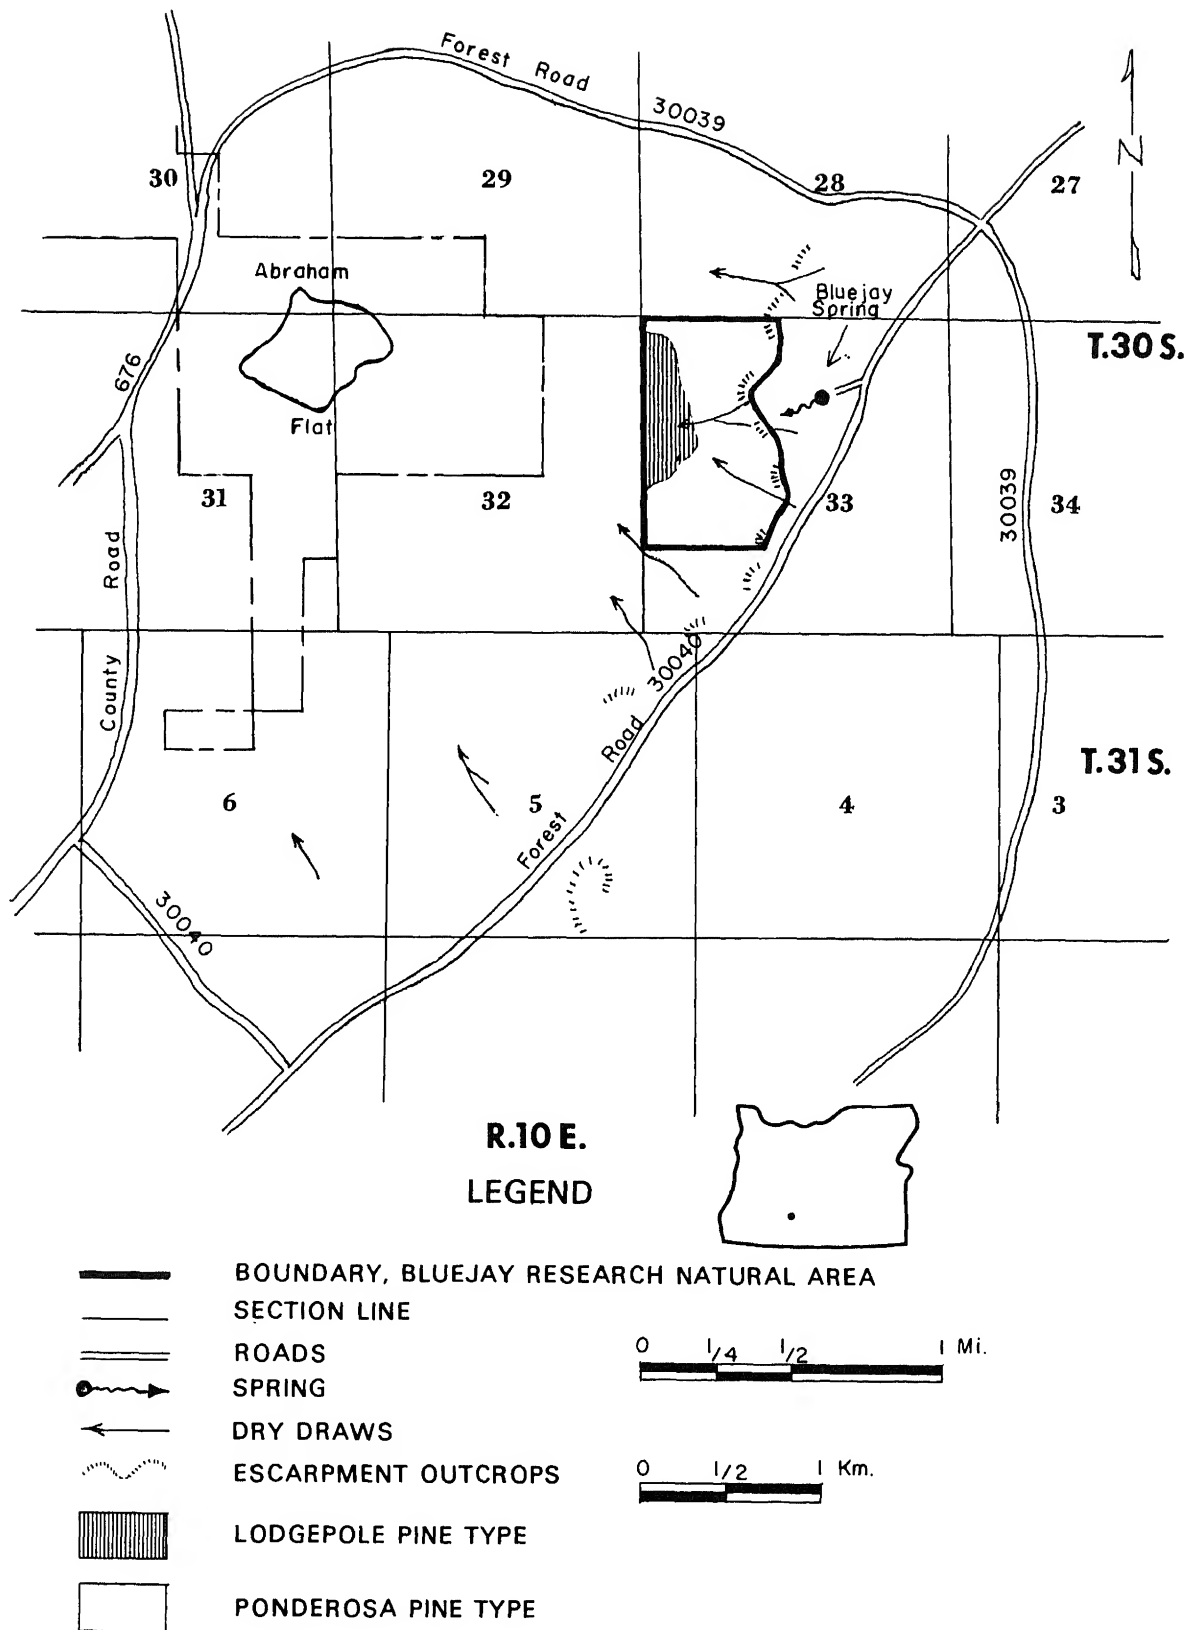 Forest Road 30039
N
30
29
28
27
Abraham
Flat
Bluejay
Spring
T.30 S.
676
31
32
33
34
30039
County Road
30040
Forest Road
T.31 S.
6
5
4
3
30040
R.10 E.
LEGEND
BOUNDARY, BLUEJAY RESEARCH NATURAL AREA
SECTION LINE
ROADS
SPRING
DRY DRAWS
ESCARPMENT OUTCROPS
LODGEPOLE PINE TYPE
PONDEROSA PINE TYPE
0 1/4 1/2 1 Mi.
0 1/2 1 Km.